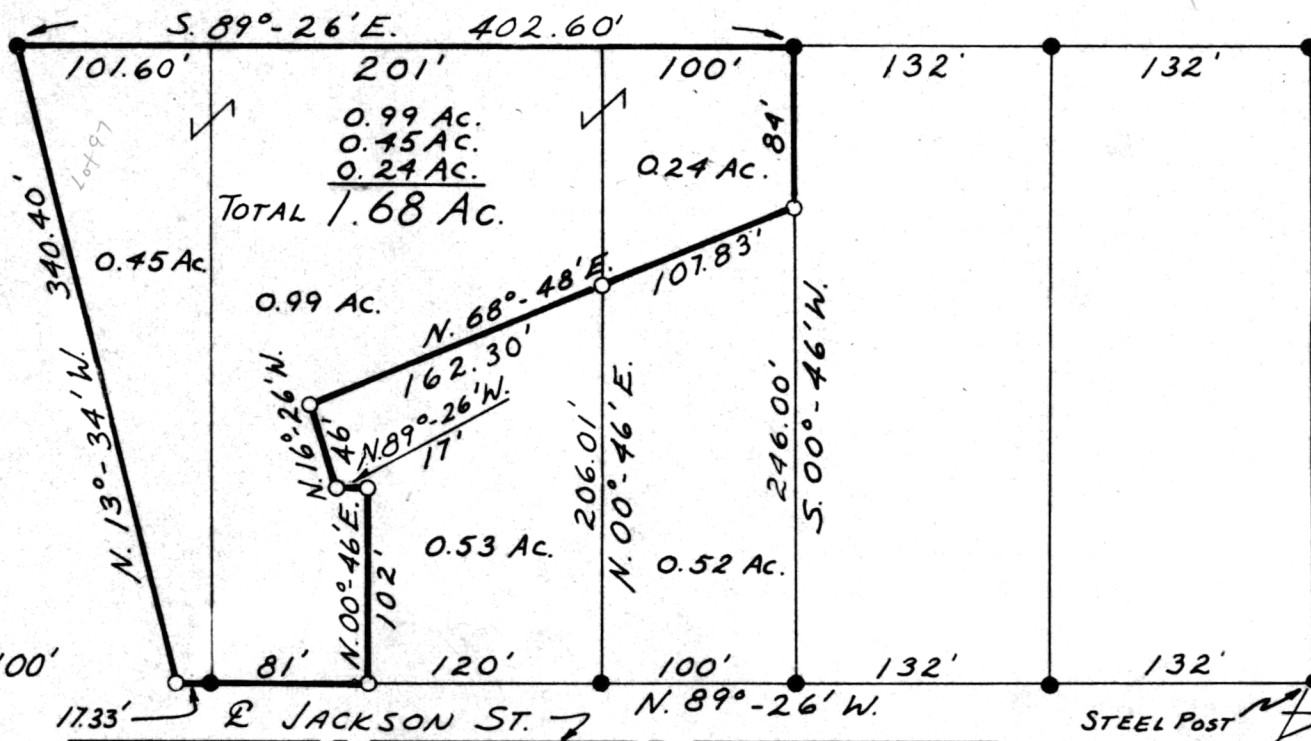 S. 89°-26'E. 402.60'
101.60' 201' 100' 132' 132'
0.99 Ac.
0.45 Ac.
0.24 Ac.
TOTAL 1.68 Ac.
84'
0.24 Ac.
Lot 97
340.40'
N. 13°-34' W.
0.45 Ac.
0.99 Ac.
N. 68°-48' E.
162.30'
107.83'
N. 16°-26' W.
46'
N. 89°-26' W.
17'
N. 00°-46' E.
102'
0.53 Ac.
206.01'
N. 00°-46' E.
0.52 Ac.
246.00'
S. 00°-46' W.
100' 81' 120' 100' 132' 132'
17.33' ℄ JACKSON ST. N. 89°-26' W. STEEL POST